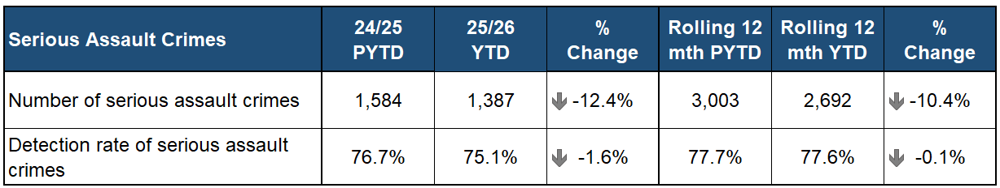 Serious Assault Crimes 24/25 PYTD 25/26 YTD % Change Rolling 12 mth PYTD Rolling 12 mth YTD % Change
Number of serious assault crimes 1,584 1,387 -12.4% 3,003 2,692 -10.4%
Detection rate of serious assault crimes 76.7% 75.1% -1.6% 77.7% 77.6% -0.1%